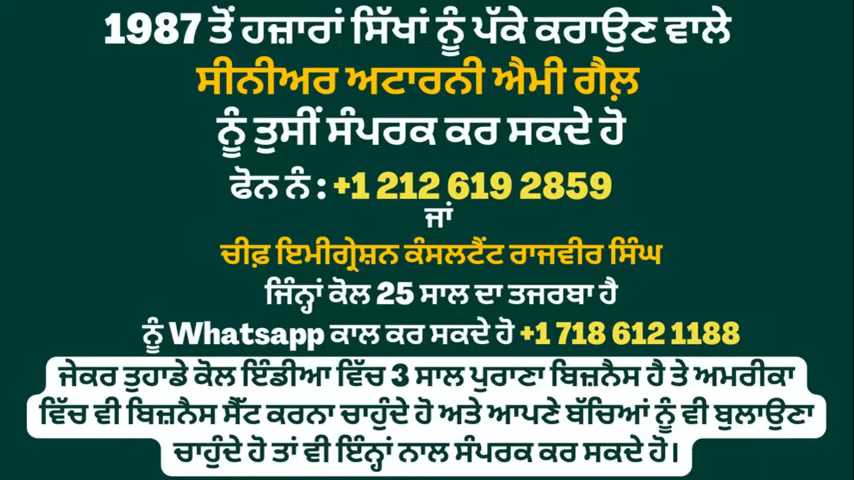 1987 ਤੋਂ ਹਜ਼ਾਰਾਂ ਸਿੱਖਾਂ ਨੂੰ ਪੱਕੇ ਕਰਾਉਣ ਵਾਲੇ
ਸੀਨੀਅਰ ਅਟਾਰਨੀ ਐਮੀ ਗੈਲ਼
ਨੂੰ ਤੁਸੀਂ ਸੰਪਰਕ ਕਰ ਸਕਦੇ ਹੋ
ਫੋਨ ਨੰ : +1 212 619 2859
ਜਾਂ
ਚੀਫ਼ ਇਮੀਗ੍ਰੇਸ਼ਨ ਕੰਸਲਟੈਂਟ ਰਾਜਵੀਰ ਸਿੰਘ
ਜਿੰਨ੍ਹਾਂ ਕੋਲ 25 ਸਾਲ ਦਾ ਤਜਰਬਾ ਹੈ
ਨੂੰ Whatsapp ਕਾਲ ਕਰ ਸਕਦੇ ਹੋ +1 718 612 1188
ਜੇਕਰ ਤੁਹਾਡੇ ਕੋਲ ਇੰਡੀਆ ਵਿੱਚ 3 ਸਾਲ ਪੁਰਾਣਾ ਬਿਜ਼ਨੈਸ ਹੈ ਤੇ ਅਮਰੀਕਾ
ਵਿੱਚ ਵੀ ਬਿਜ਼ਨੈਸ ਸੈੱਟ ਕਰਨਾ ਚਾਹੁੰਦੇ ਹੋ ਅਤੇ ਆਪਣੇ ਬੱਚਿਆਂ ਨੂੰ ਵੀ ਬੁਲਾਉਣਾ
ਚਾਹੁੰਦੇ ਹੋ ਤਾਂ ਵੀ ਇੰਨ੍ਹਾਂ ਨਾਲ ਸੰਪਰਕ ਕਰ ਸਕਦੇ ਹੋ।